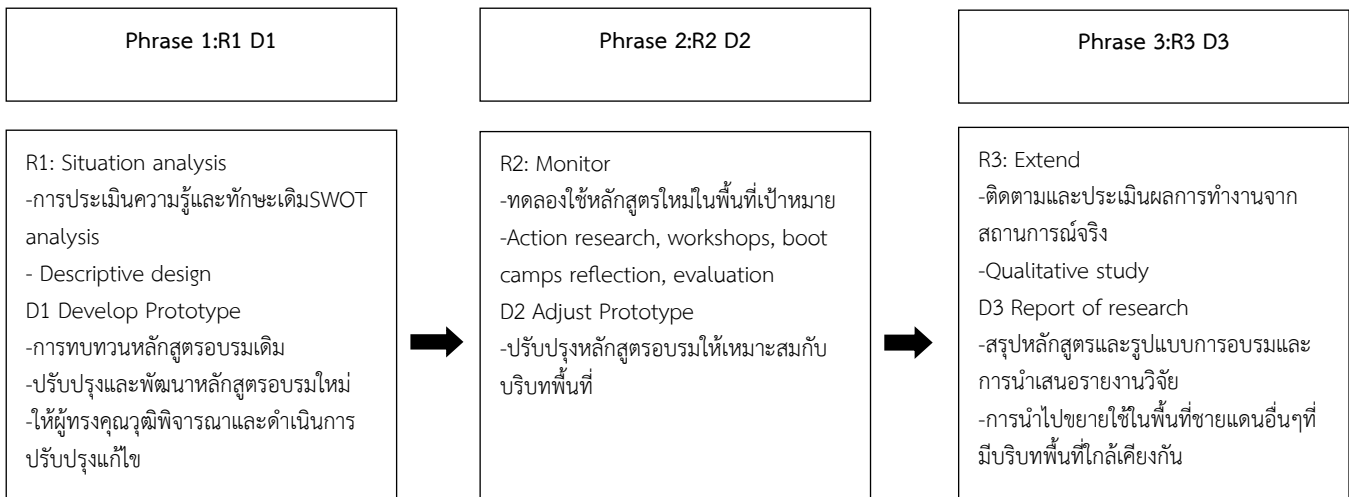 Phrase 1:R1 D1
R1: Situation analysis
-การประเมินความรู้และทักษะเดิมSWOT
analysis
- Descriptive design
D1 Develop Prototype
-การทบทวนหลักสูตรอบรมเดิม
-ปรับปรุงและพัฒนาหลักสูตรอบรมใหม่
-ให้ผู้ทรงคุณวุฒิพิจารณาและดำเนินการ
ปรับปรุงแก้ไข
Phrase 2:R2 D2
R2: Monitor
-ทดลองใช้หลักสูตรใหม่ในพื้นที่เป้าหมาย
-Action research, workshops, boot
camps reflection, evaluation
D2 Adjust Prototype
-ปรับปรุงหลักสูตรอบรมให้เหมาะสมกับ
บริบทพื้นที่
Phrase 3:R3 D3
R3: Extend
-ติดตามและประเมินผลการทำงานจาก
สถานการณ์จริง
-Qualitative study
D3 Report of research
-สรุปหลักสูตรและรูปแบบการอบรมและ
การนำเสนอรายงานวิจัย
-การนำไปขยายใช้ในพื้นที่ชายแดนอื่นๆที่
มีบริบทพื้นที่ใกล้เคียงกัน